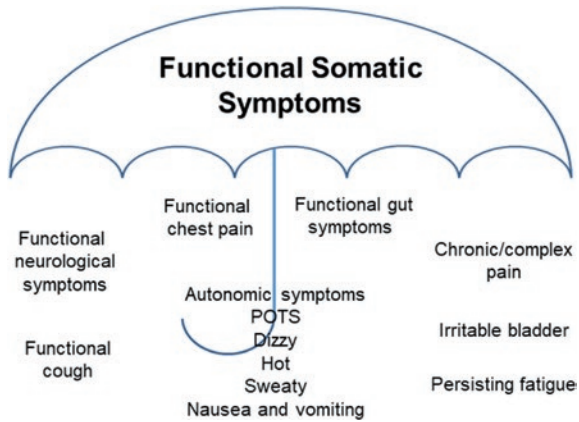 Functional Somatic
Symptoms
Functional
chest pain
Functional gut
symptoms
Functional
neurological
symptoms
Chronic/complex
pain
Autonomic symptoms
POTS
Dizzy
Hot
Sweaty
Nausea and vomiting
Functional
cough
Irritable bladder
Persisting fatigue